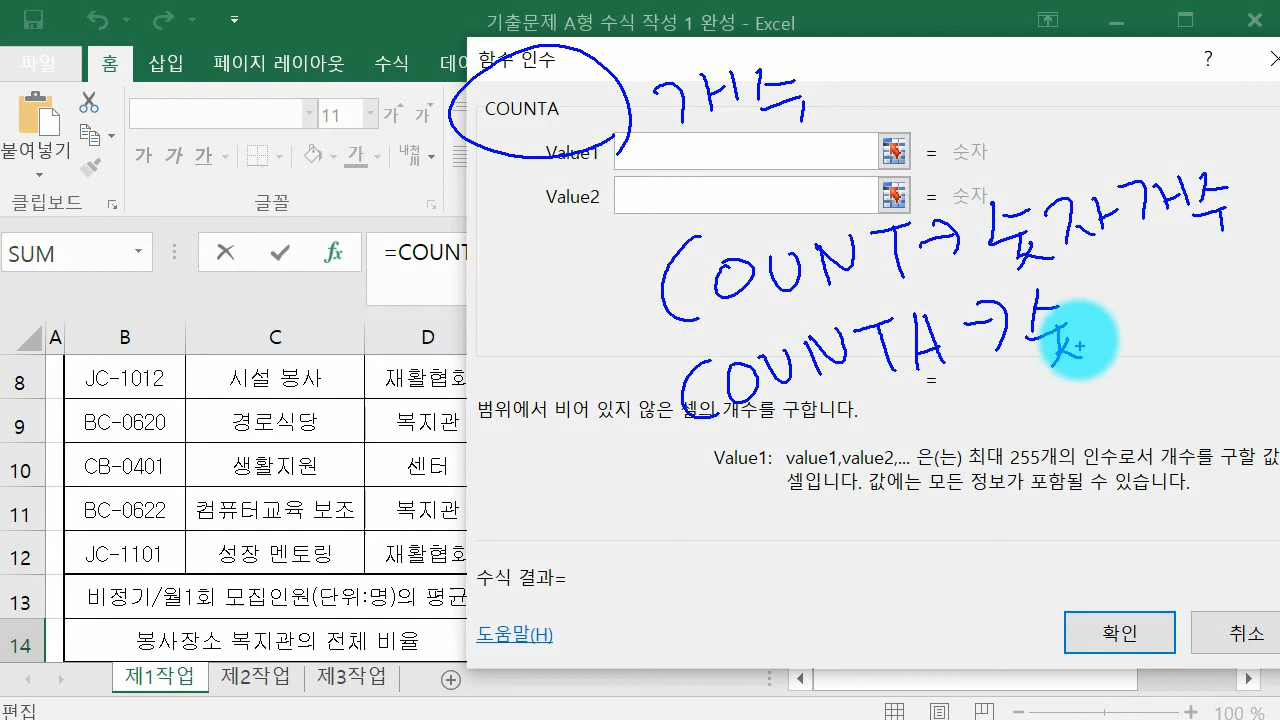 기출문제 A형 수식 작성 1 완성 - Excel
파일 홈 삽입 페이지 레이아웃 수식 데이
함수 인수
?
COUNTA
개수
Value1 = 숫자
Value2 = 숫자
COUNT → 숫자개수
COUNTA →
=
범위에서 비어 있지 않은 셀의 개수를 구합니다.
Value1: value1,value2,... 은(는) 최대 255개의 인수로서 개수를 구할 값
셀입니다. 값에는 모든 정보가 포함될 수 있습니다.
수식 결과=
도움말(H)
확인 취소
붙여넣기
11
가 가
가 가 가 가 내천
클립보드 글꼴
SUM fx =COUNT
A B C D
8 JC-1012 시설 봉사 재활협회
9 BC-0620 경로식당 복지관
10 CB-0401 생활지원 센터
11 BC-0622 컴퓨터교육 보조 복지관
12 JC-1101 성장 멘토링 재활협회
13 비정기/월1회 모집인원(단위:명)의 평균
14 봉사장소 복지관의 전체 비율
제1작업 제2작업 제3작업
편집 100 %